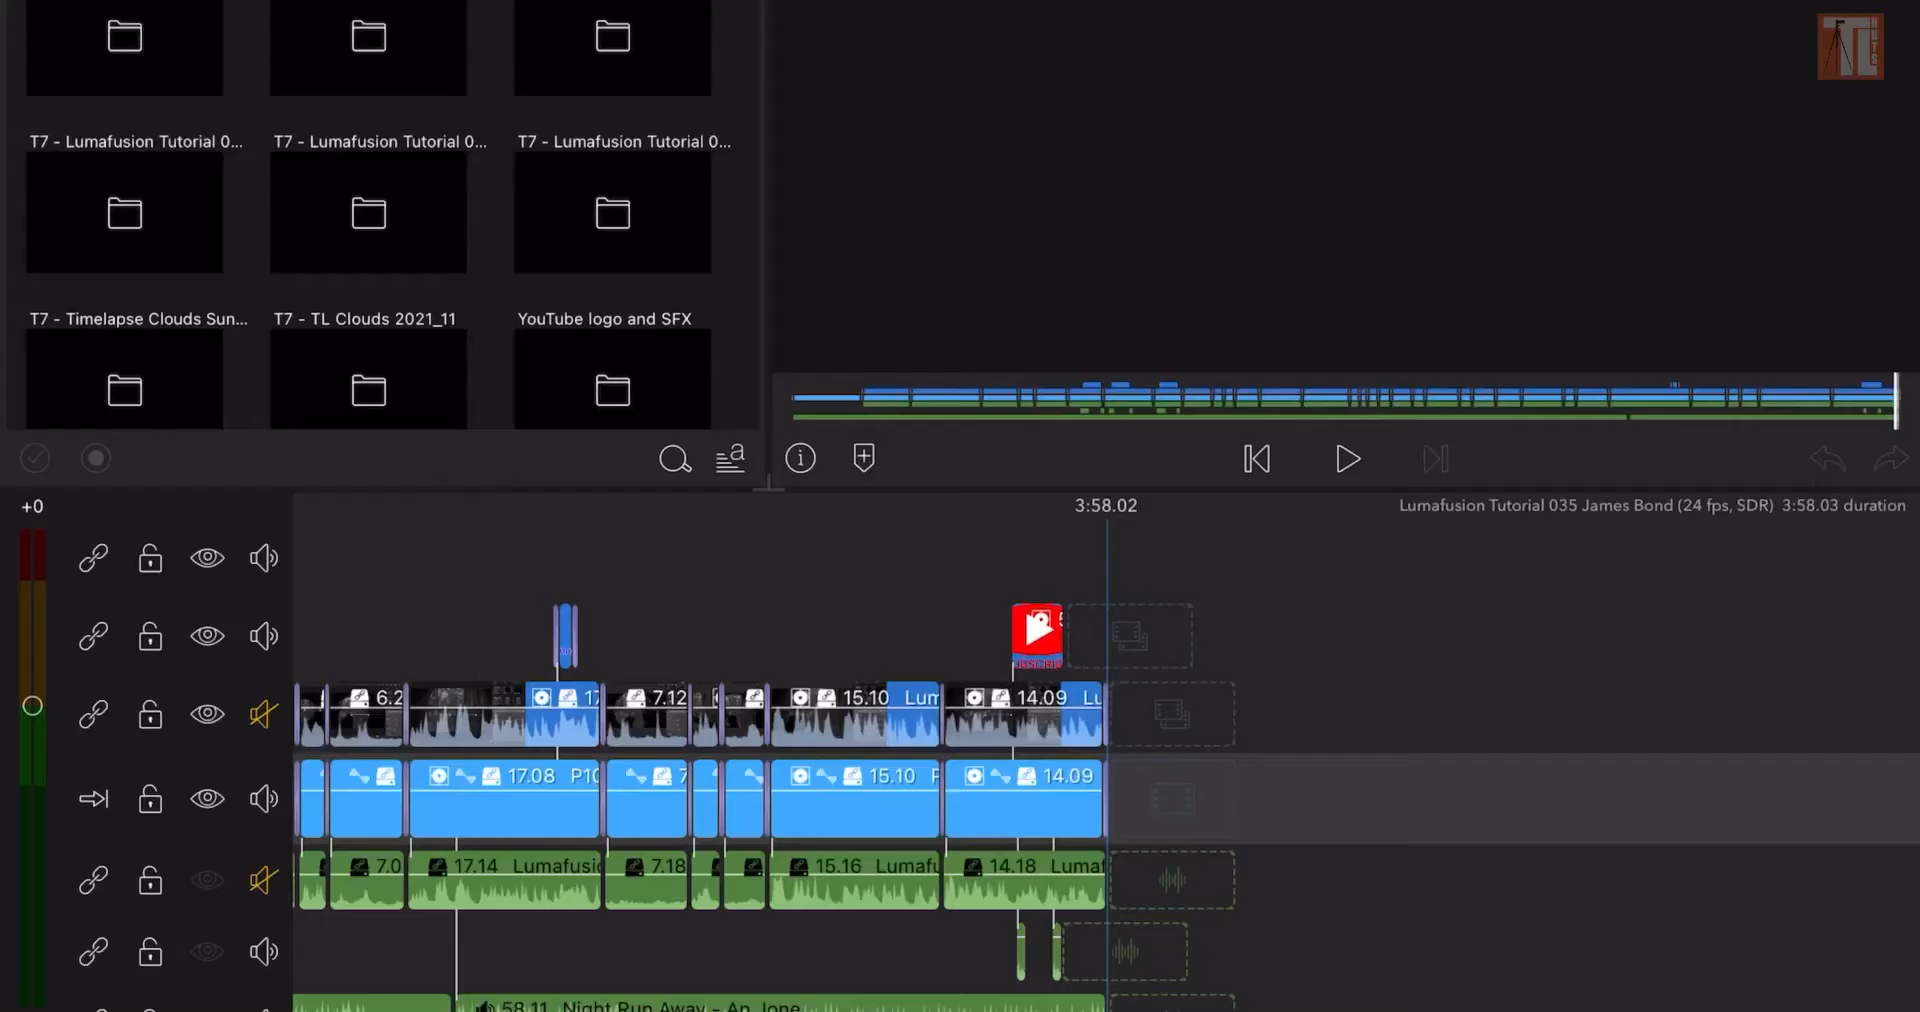 T7 - Lumafusion Tutorial 0...
T7 - Lumafusion Tutorial 0...
T7 - Lumafusion Tutorial 0...
T7 - Timelapse Clouds Sun...
T7 - TL Clouds 2021_11
YouTube logo and SFX
a
+0
3:58.02
Lumafusion Tutorial 035 James Bond (24 fps, SDR) 3:58.03 duration
6.2
17
7.12
15.10 Lum
14.09 Lu
17.08 P10
7
15.10 P
14.09
7.0
17.14 Lumafusio
7.18
15.16 Lumafu
14.18 Lumaf
58.11 Night Run Away - An Jone